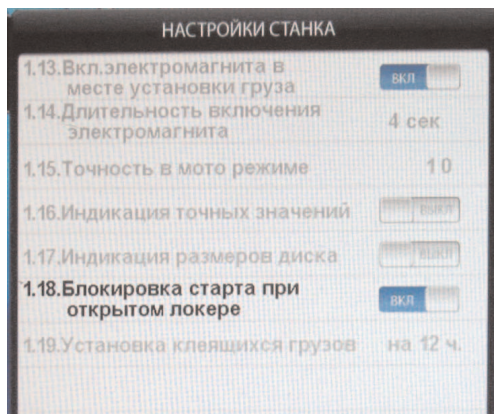 НАСТРОЙКИ СТАНКА
1.13.Вкл.электромагнита в ВКЛ
месте установки груза
1.14.Длительность включения
электромагнита 4 сек
1.15.Точность в мото режиме 10
1.16.Индикация точных значений ВЫКЛ
1.17.Индикация размеров диска ВЫКЛ
1.18.Блокировка старта при
открытом локере ВКЛ
1.19.Установка клеящихся грузов на 12 ч.